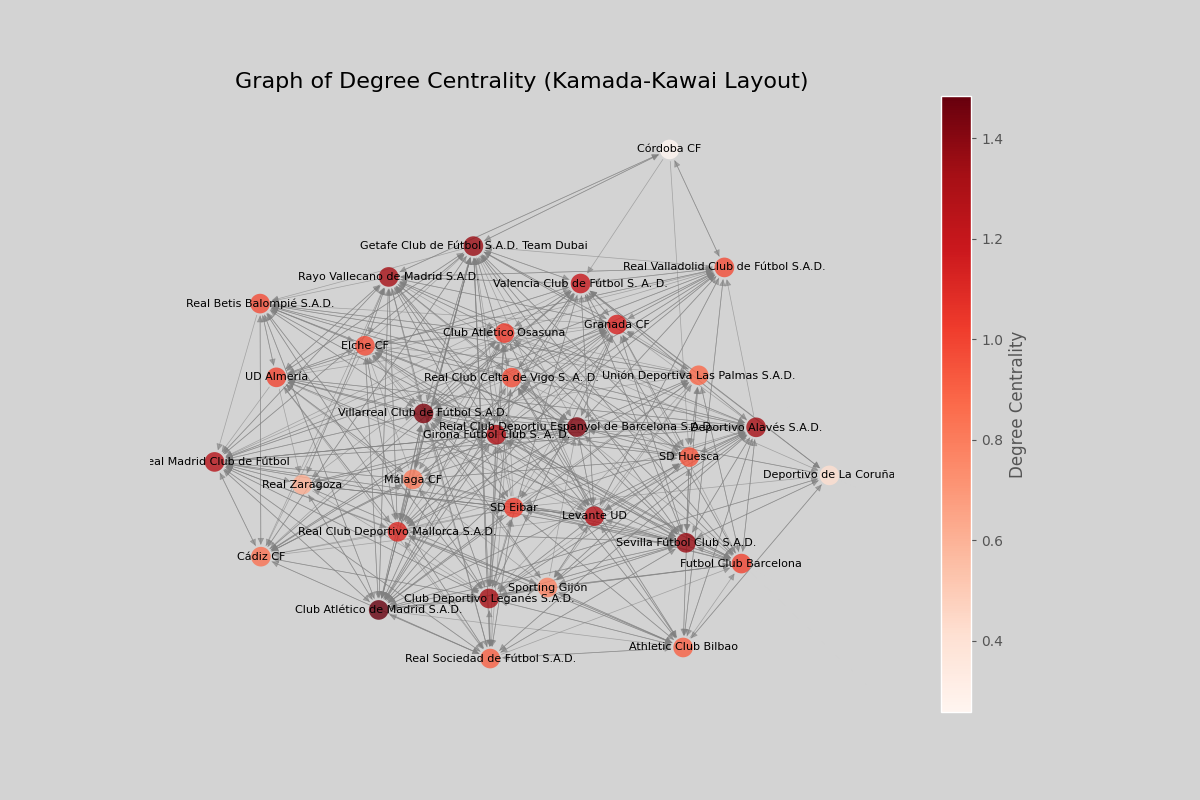 Graph of Degree Centrality (Kamada-Kawai Layout)
Córdoba CF
Getafe Club de Fútbol S.A.D. Team Dubai
Real Valladolid Club de Fútbol S.A.D.
Rayo Vallecano de Madrid S.A.D.
Valencia Club de Fútbol S. A. D.
Real Betis Balompié S.A.D.
Granada CF
Club Atlético Osasuna
Elche CF
UD Almería
Real Club Celta de Vigo S. A. D.
Unión Deportiva Las Palmas S.A.D.
Villarreal Club de Fútbol S.A.D.
Reial Club Deportiu Espanyol de Barcelona S.A.D.
Deportivo Alavés S.A.D.
Girona Fútbol Club S. A. D.
SD Huesca
eal Madrid Club de Fútbol
Deportivo de La Coruña
Málaga CF
Real Zaragoza
SD Eibar
Levante UD
Real Club Deportivo Mallorca S.A.D.
Sevilla Fútbol Club S.A.D.
Cádiz CF
Futbol Club Barcelona
Sporting Gijón
Club Deportivo Leganés S.A.D.
Club Atlético de Madrid S.A.D.
Athletic Club Bilbao
Real Sociedad de Fútbol S.A.D.
1.4
1.2
1.0
0.8
0.6
0.4
Degree Centrality